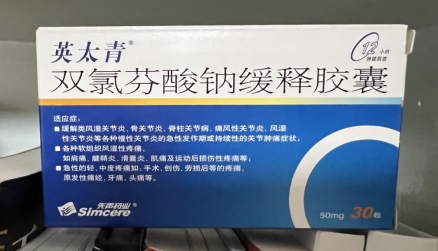 英太青®
12小时
持续药效
双氯芬酸钠缓释胶囊
适应症：
■缓解类风湿关节炎、骨关节炎、脊柱关节病、痛风性关节炎、风湿
性关节炎等各种慢性关节炎的急性发作期或持续性的关节肿痛症状；
■各种软组织风湿性疼痛，
如肩痛、腱鞘炎、滑囊炎、肌痛及运动后损伤性疼痛等；
■急性的轻、中度疼痛如：手术、创伤、劳损后等的疼痛，
原发性痛经，牙痛、头痛等。
先声药业
Simcere®
50mg 30粒